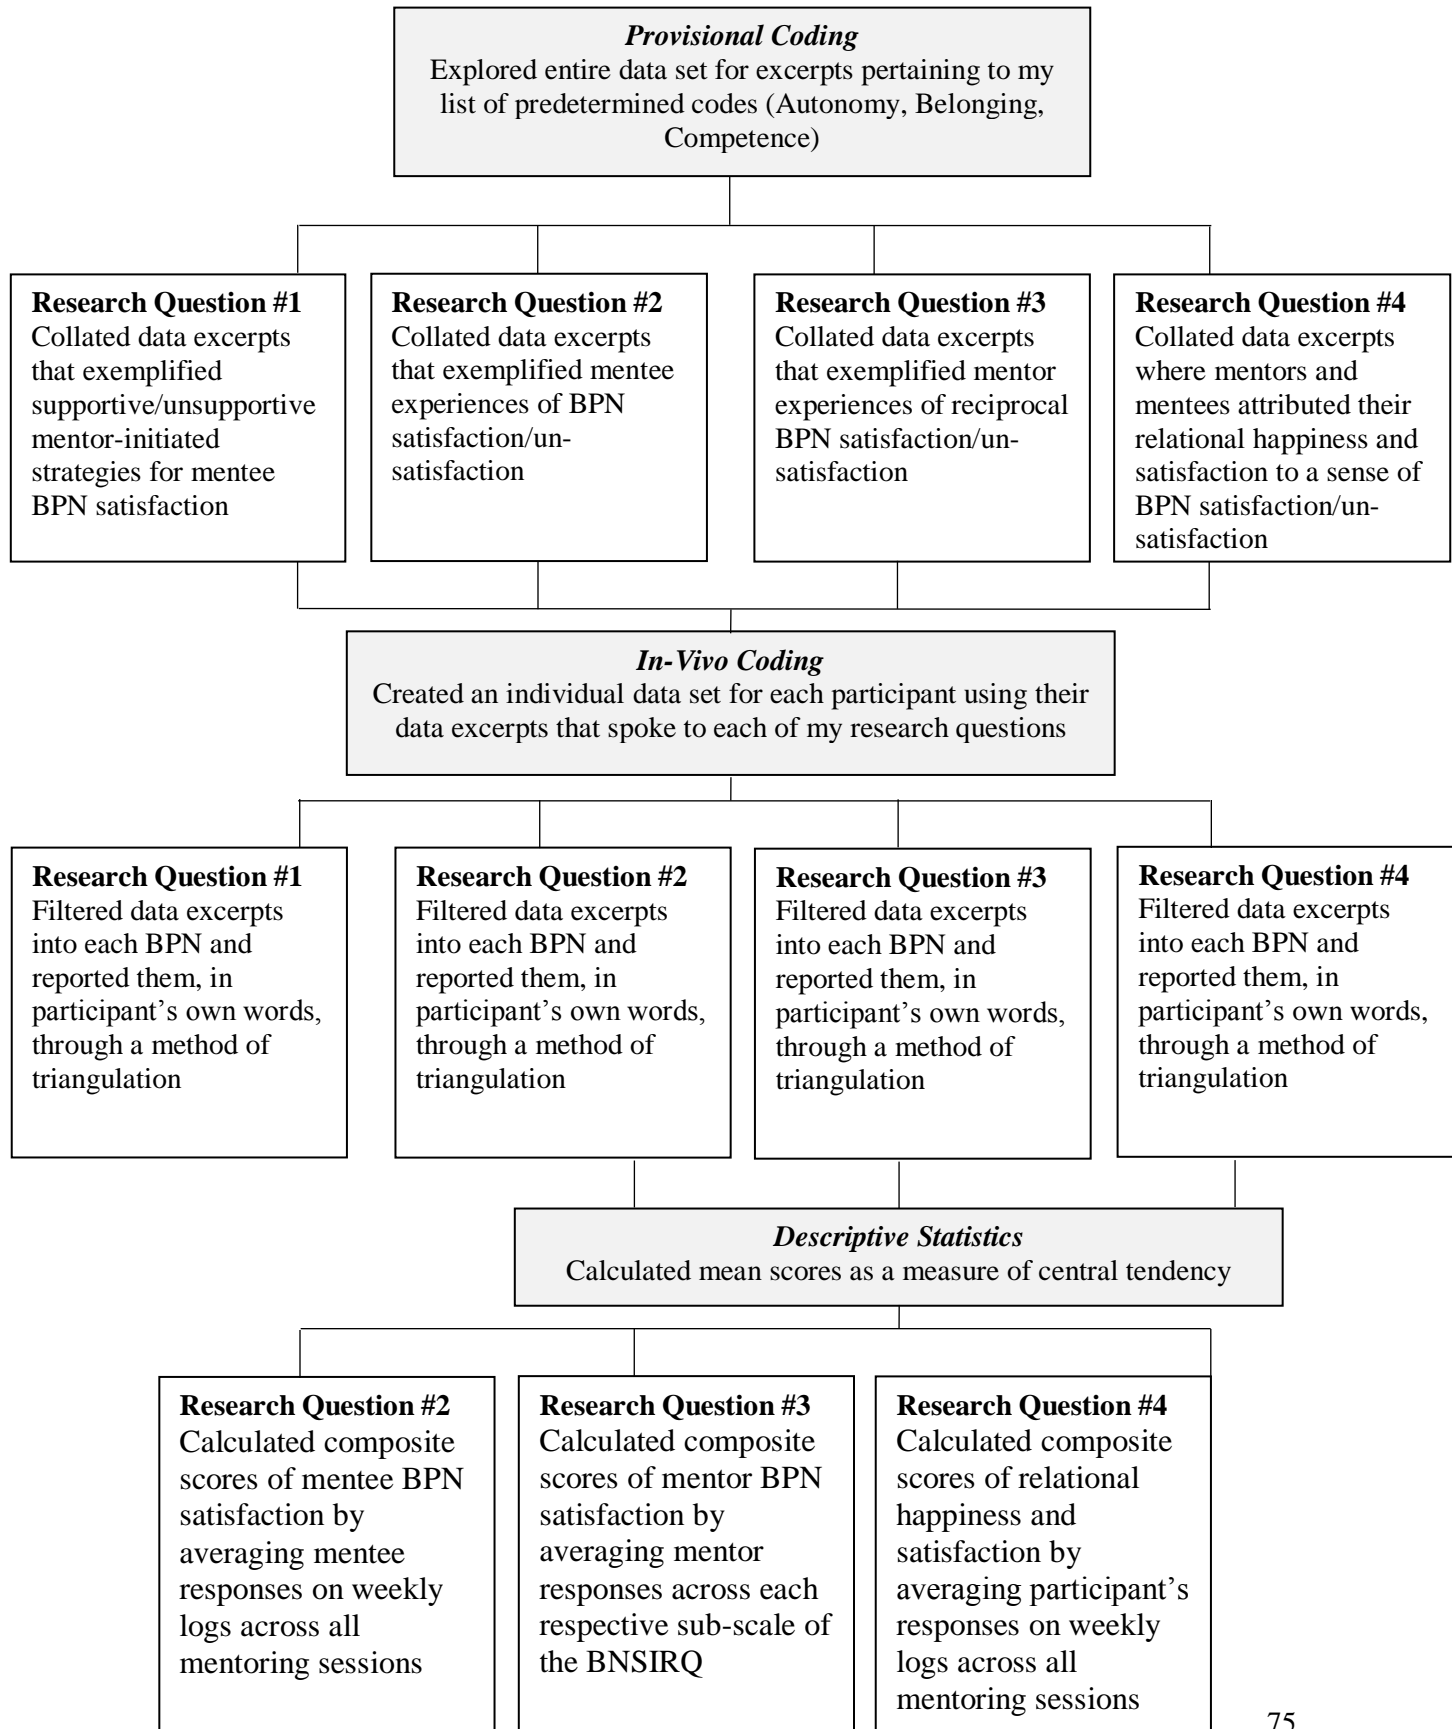 Provisional Coding
Explored entire data set for excerpts pertaining to my
list of predetermined codes (Autonomy, Belonging,
Competence)
Research Question #1
Collated data excerpts
that exemplified
supportive/unsupportive
mentor-initiated
strategies for mentee
BPN satisfaction
Research Question #2
Collated data excerpts
that exemplified mentee
experiences of BPN
satisfaction/un-
satisfaction
Research Question #3
Collated data excerpts
that exemplified mentor
experiences of reciprocal
BPN satisfaction/un-
satisfaction
Research Question #4
Collated data excerpts
where mentors and
mentees attributed their
relational happiness and
satisfaction to a sense of
BPN satisfaction/un-
satisfaction
In-Vivo Coding
Created an individual data set for each participant using their
data excerpts that spoke to each of my research questions
Research Question #1
Filtered data excerpts
into each BPN and
reported them, in
participant's own words,
through a method of
triangulation
Research Question #2
Filtered data excerpts
into each BPN and
reported them, in
participant's own words,
through a method of
triangulation
Research Question #3
Filtered data excerpts
into each BPN and
reported them, in
participant's own words,
through a method of
triangulation
Research Question #4
Filtered data excerpts
into each BPN and
reported them, in
participant's own words,
through a method of
triangulation
Descriptive Statistics
Calculated mean scores as a measure of central tendency
Research Question #2
Calculated composite
scores of mentee BPN
satisfaction by
averaging mentee
responses on weekly
logs across all
mentoring sessions
Research Question #3
Calculated composite
scores of mentor BPN
satisfaction by
averaging mentor
responses across each
respective sub-scale of
the BNSIRQ
Research Question #4
Calculated composite
scores of relational
happiness and
satisfaction by
averaging participant's
responses on weekly
logs across all
mentoring sessions
75